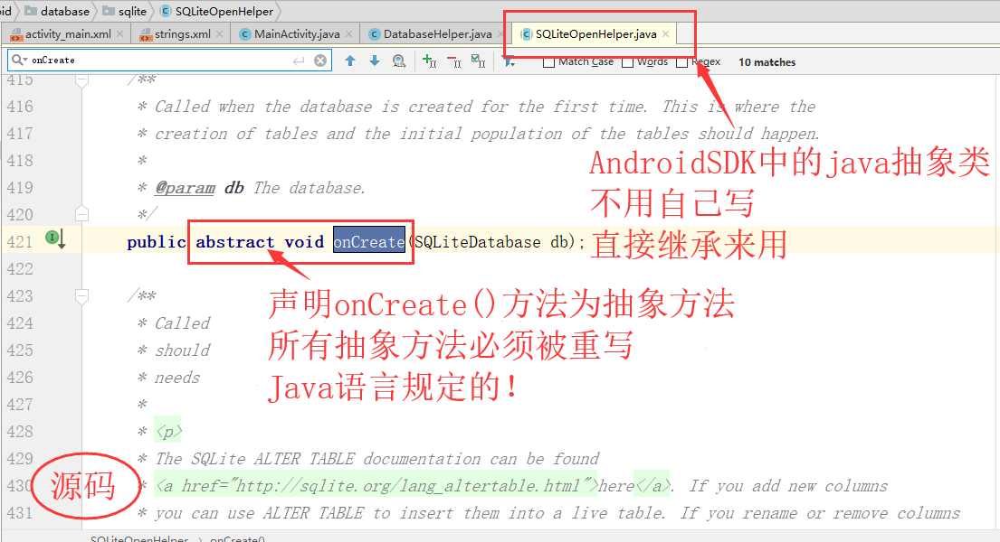 database sqlite SQLiteOpenHelper
activity_main.xml strings.xml MainActivity.java DatabaseHelper.java SQLiteOpenHelper.java
onCreate Match Case Words Regex 10 matches
415 /**
416 * Called when the database is created for the first time. This is where the
417 * creation of tables and the initial population of the tables should happen.
418 *
419 * @param db The database.
420 */
421 public abstract void onCreate(SQLiteDatabase db);
422
423 /**
424 * Called
425 * should
426 * needs
427 *
428 * <p>
429 * The SQLite ALTER TABLE documentation can be found
430 * <a href="http://sqlite.org/lang_altertable.html">here</a>. If you add new columns
431 * you can use ALTER TABLE to insert them into a live table. If you rename or remove columns
AndroidSDK中的java抽象类
不用自己写
直接继承来用
声明onCreate()方法为抽象方法
所有抽象方法必须被重写
Java语言规定的!
源码
SQLiteOpenHelper onCreate()